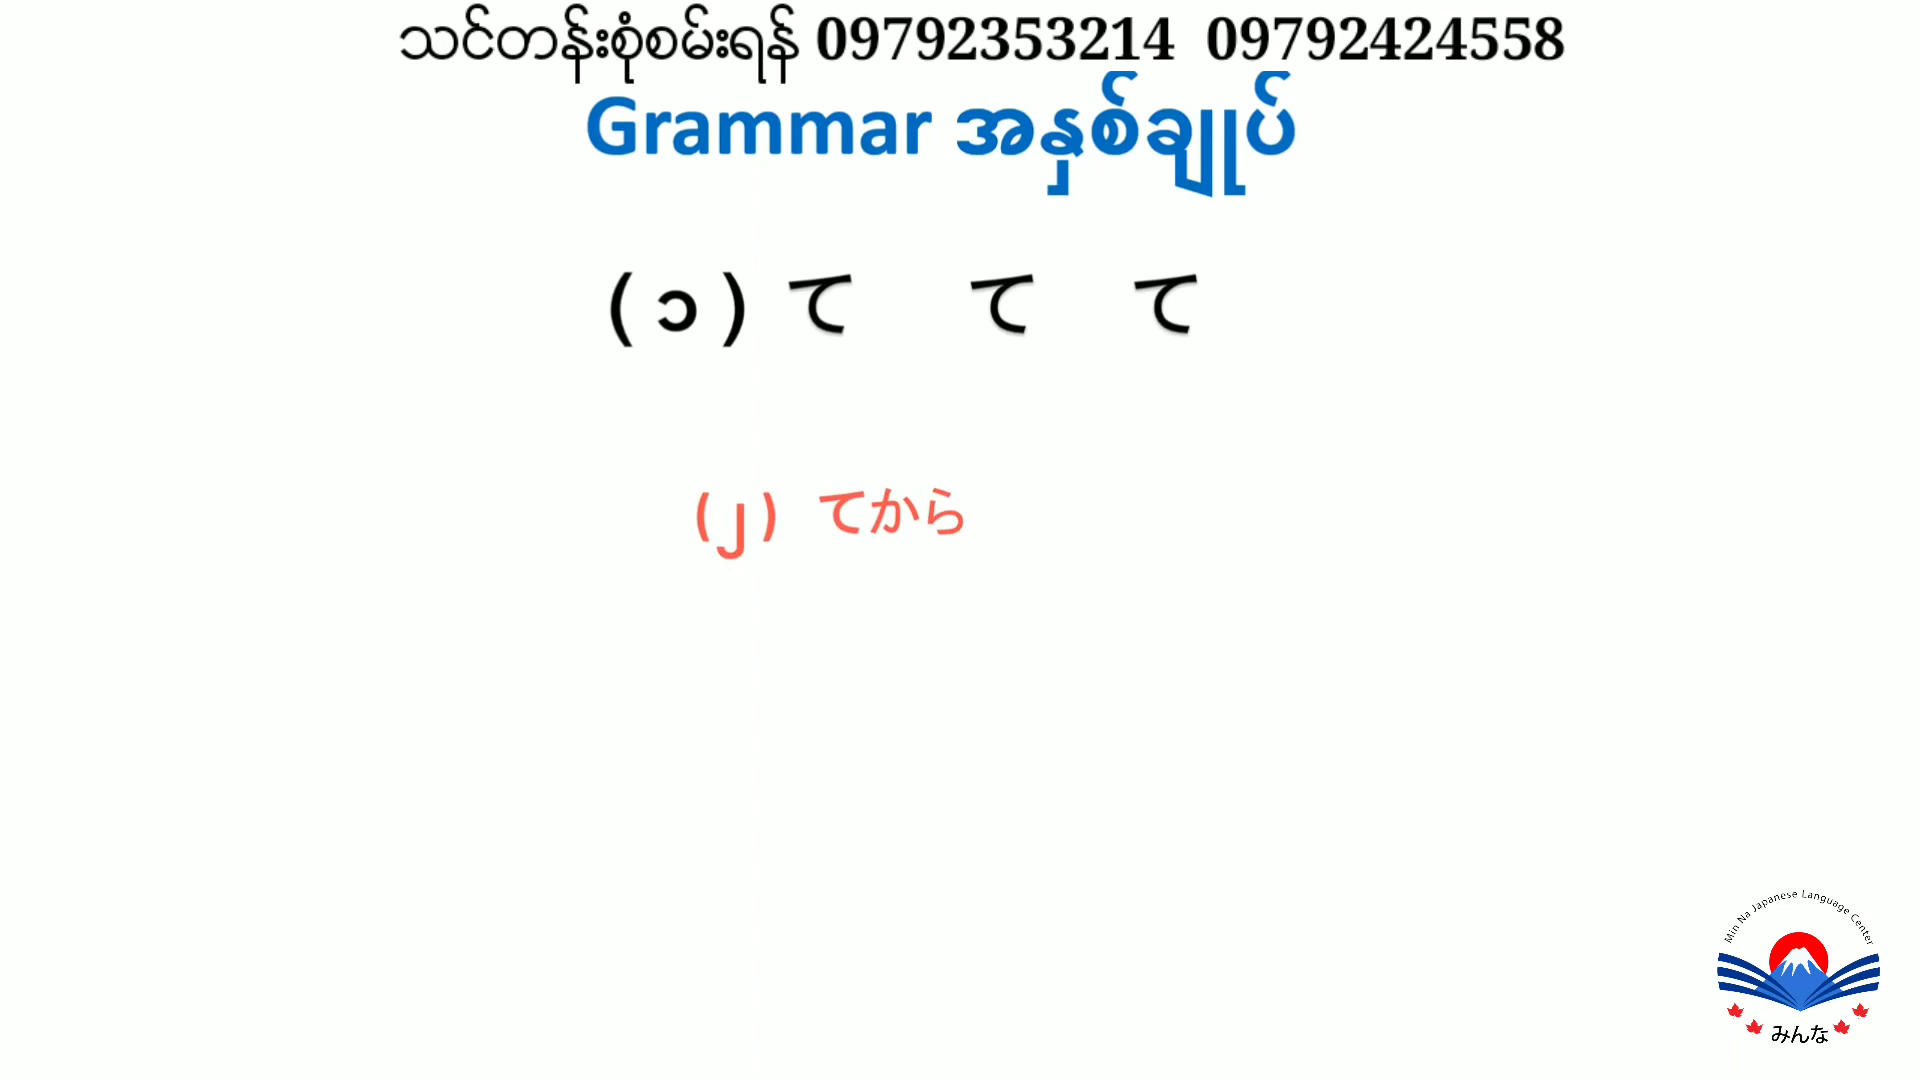 သင်တန်းစုံစမ်းရန် 09792353214 09792424558
Grammar အနှစ်ချုပ်
(၁) て て て
(၂) てから
Min Na Japanese Language Center
みんな